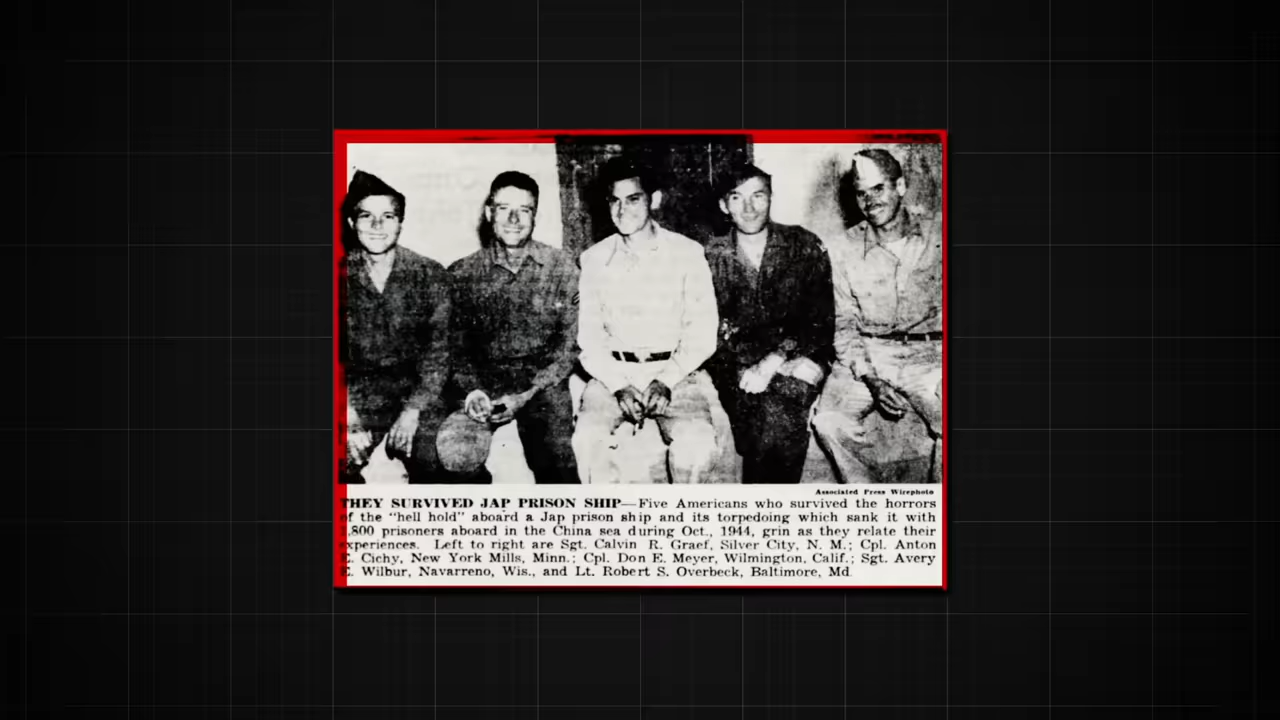 Associated Press Wirephoto
THEY SURVIVED JAP PRISON SHIP—Five Americans who survived the horrors
of the "hell hold" aboard a Jap prison ship and its torpedoing which sank it with
1,800 prisoners aboard in the China sea during Oct., 1944, grin as they relate their
experiences. Left to right are Sgt. Calvin R. Graef, Silver City, N. M.; Cpl. Anton
E. Cichy, New York Mills, Minn.; Cpl. Don E. Meyer, Wilmington, Calif.; Sgt. Avery
E. Wilbur, Navarreno, Wis., and Lt. Robert S. Overbeck, Baltimore, Md.